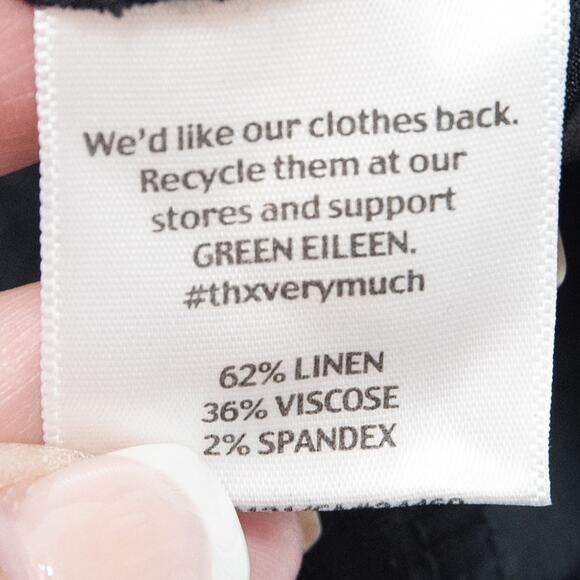 We'd like our clothes back.
Recycle them at our
stores and support
GREEN EILEEN.
#thxverymuch
62% LINEN
36% VISCOSE
2% SPANDEX